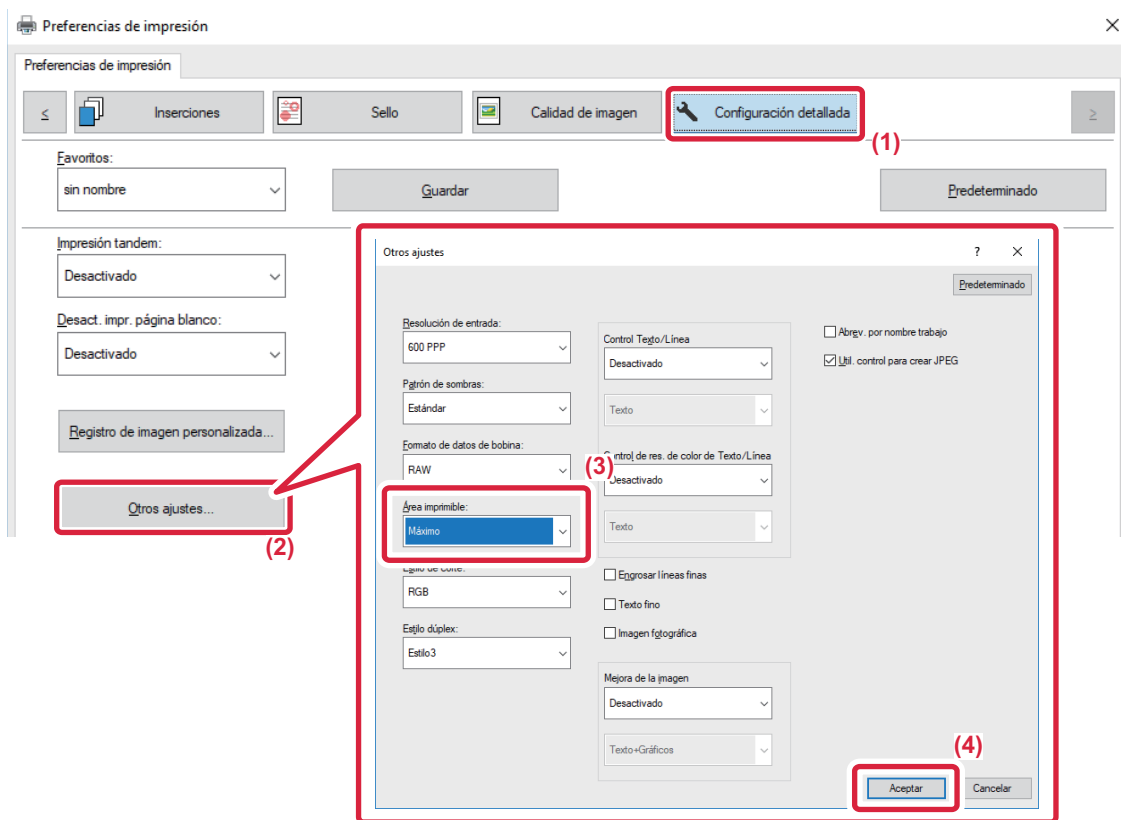 Preferencias de impresión
Preferencias de impresión
≤
Inserciones
Sello
Calidad de imagen
Configuración detallada
≥
(1)
Favoritos:
sin nombre
Guardar
Predeterminado
Impresión tandem:
Desactivado
Desact. impr. página blanco:
Desactivado
Registro de imagen personalizada...
Otros ajustes...
(2)
Otros ajustes
?
Predeterminado
Resolución de entrada:
600 PPP
Patrón de sombras:
Estándar
Formato de datos de bobina:
RAW
(3)
Área imprimible:
Máximo
Estilo de corte:
RGB
Estilo dúplex:
Estilo3
Control Texto/Línea
Desactivado
Texto
Control de res. de color de Texto/Línea
Desactivado
Texto
Engrosar líneas finas
Texto fino
Imagen fotográfica
Mejora de la imagen
Desactivado
Texto+Gráficos
Abrev. por nombre trabajo
Util. control para crear JPEG
(4)
Aceptar
Cancelar